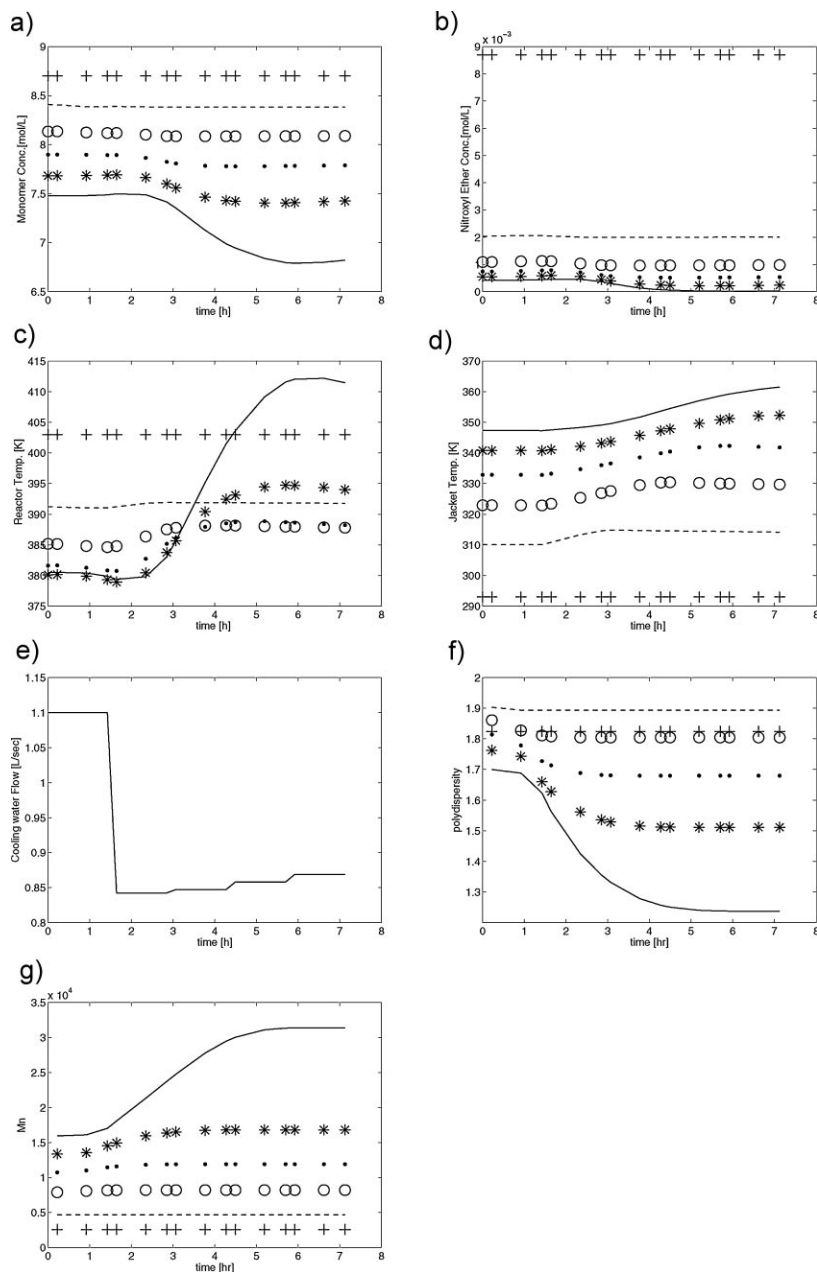 a)
9
8.5
8
7.5
7
6.5
Monomer Conc.[mol/L]
0 1 2 3 4 5 6 7 8
time [h]
b)
x 10⁻³
9
8
7
6
5
4
3
2
1
0
Nitroxyl Ether Conc.[mol/L]
0 1 2 3 4 5 6 7 8
time [h]
c)
415
410
405
400
395
390
385
380
375
Reactor Temp. [K]
0 1 2 3 4 5 6 7 8
time [h]
d)
370
360
350
340
330
320
310
300
290
Jacket Temp. [K]
0 1 2 3 4 5 6 7 8
time [h]
e)
1.15
1.1
1.05
1
0.95
0.9
0.85
0.8
Cooling water Flow [L/sec]
0 1 2 3 4 5 6 7 8
time [h]
f)
2
1.9
1.8
1.7
1.6
1.5
1.4
1.3
polydispersity
0 1 2 3 4 5 6 7 8
time [hr]
g)
x 10⁴
3.5
3
2.5
2
1.5
1
0.5
0
Mn
0 1 2 3 4 5 6 7 8
time [hr]